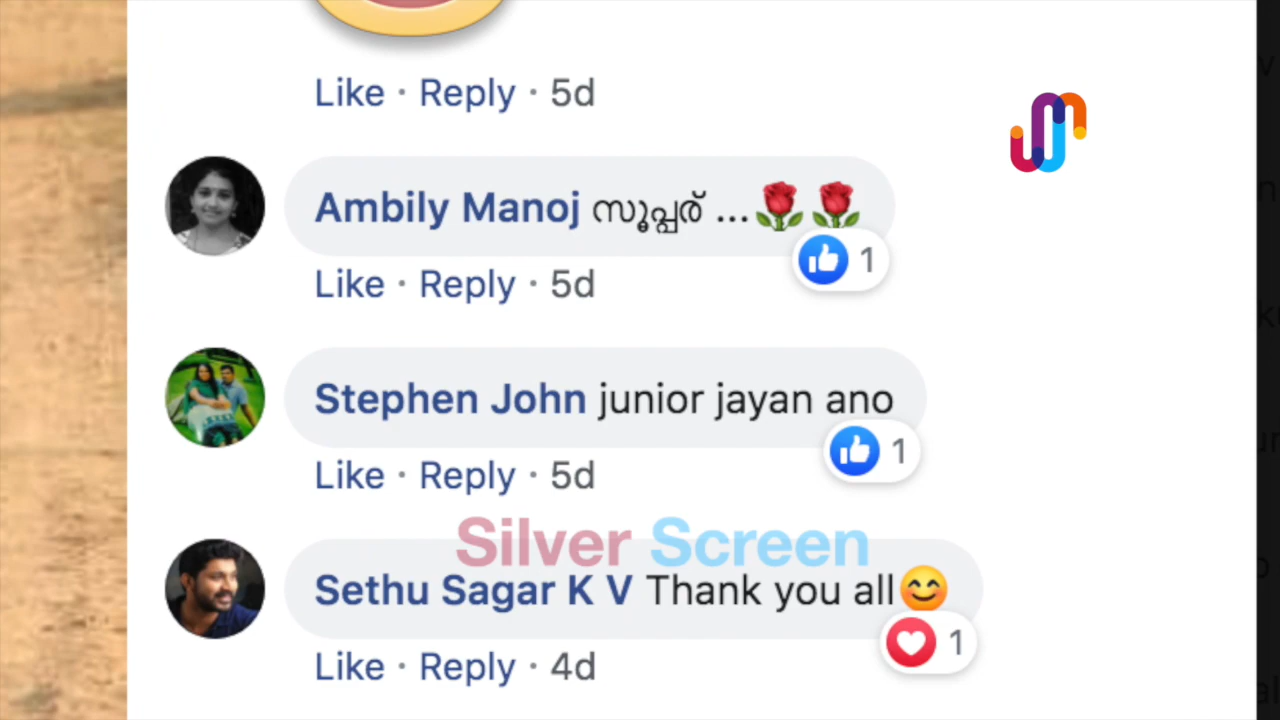 Like · Reply · 5d
Ambily Manoj സൂപ്പര് ...🌹🌹
1
Like · Reply · 5d
Stephen John junior jayan ano
1
Like · Reply · 5d
Silver Screen
Sethu Sagar K V Thank you all😊
1
Like · Reply · 4d